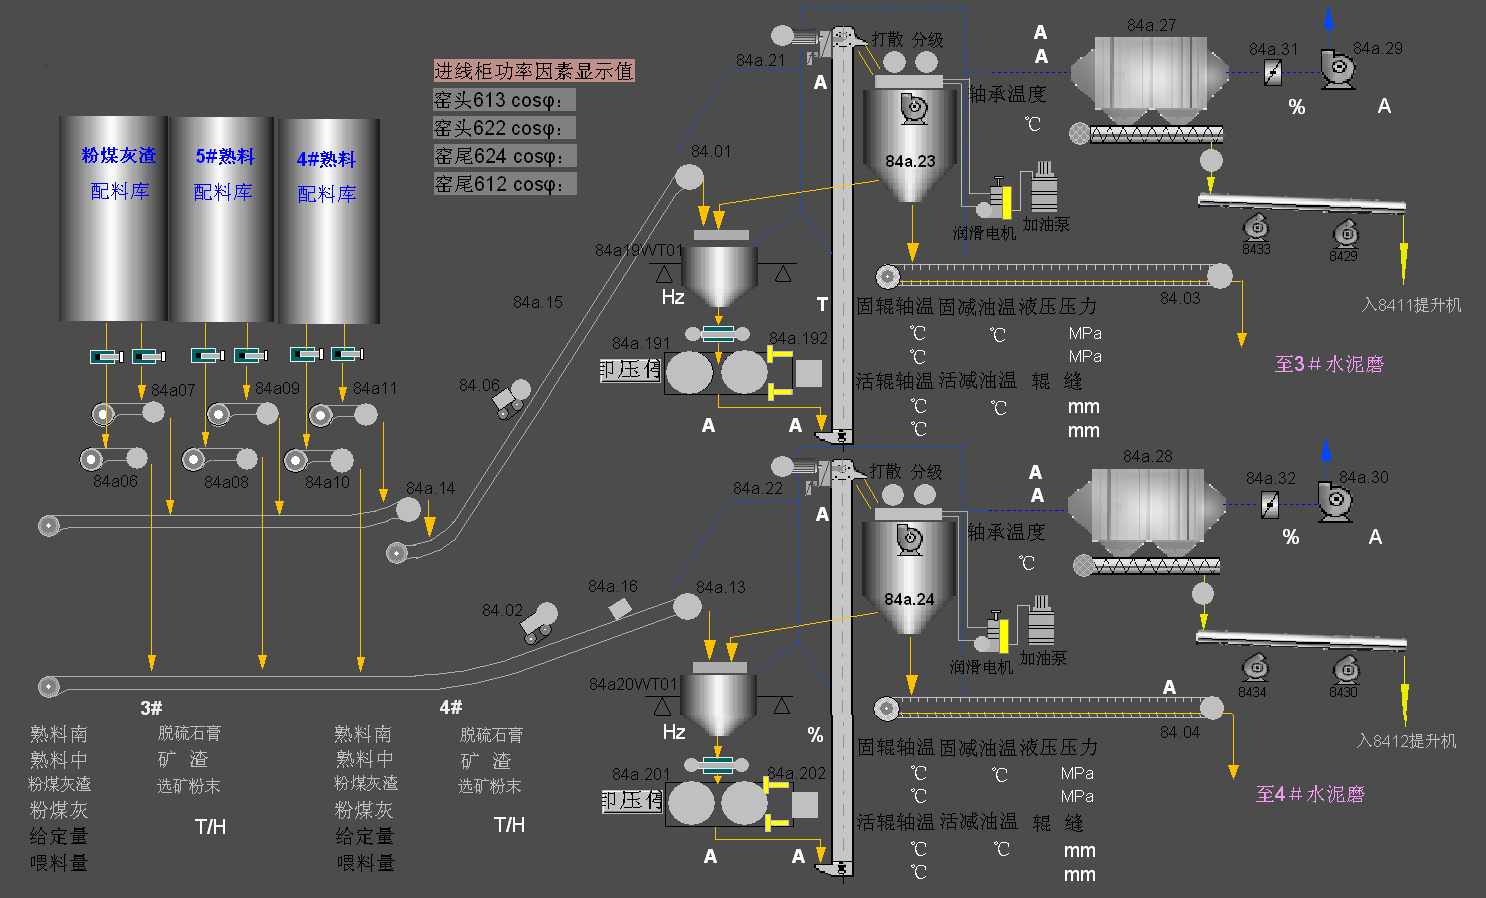 84a.27
84a.31
84a.29
打散 分级
A
A
84a.21
A
进线柜功率因素显示值
窑头613 cosφ:
窑头622 cosφ:
窑尾624 cosφ:
窑尾612 cosφ:
轴承温度
℃
%
A
粉煤灰渣
配料库
5#熟料
配料库
4#熟料
配料库
84.01
84a.23
润滑电机
加油泵
8433
8429
84a19WT01
Hz
84a.15
T
84.03
入8411提升机
固辊轴温 固减油温 液压压力
℃
℃
MPa
℃
MPa
活辊轴温 活减油温 辊 缝
℃
℃
mm
℃
mm
至3＃水泥磨
84a.191
84a.192
卸压停
A
A
84.06
84a07
84a09
84a11
84a06
84a08
84a10
84a.14
84a.28
84a.32
84a.30
打散 分级
A
A
84a.22
A
轴承温度
℃
%
A
84a.16
84a.13
84.02
84a.24
润滑电机
加油泵
8434
8430
84a20WT01
Hz
%
A
84.04
入8412提升机
固辊轴温 固减油温 液压压力
℃
℃
MPa
℃
MPa
活辊轴温 活减油温 辊 缝
℃
℃
mm
℃
mm
至4＃水泥磨
84a.201
84a.202
卸压停
A
A
3#
熟料南
脱硫石膏
熟料中
矿 渣
粉煤灰渣
选矿粉末
粉煤灰
给定量
T/H
喂料量
4#
熟料南
脱硫石膏
熟料中
矿 渣
粉煤灰渣
选矿粉末
粉煤灰
给定量
T/H
喂料量